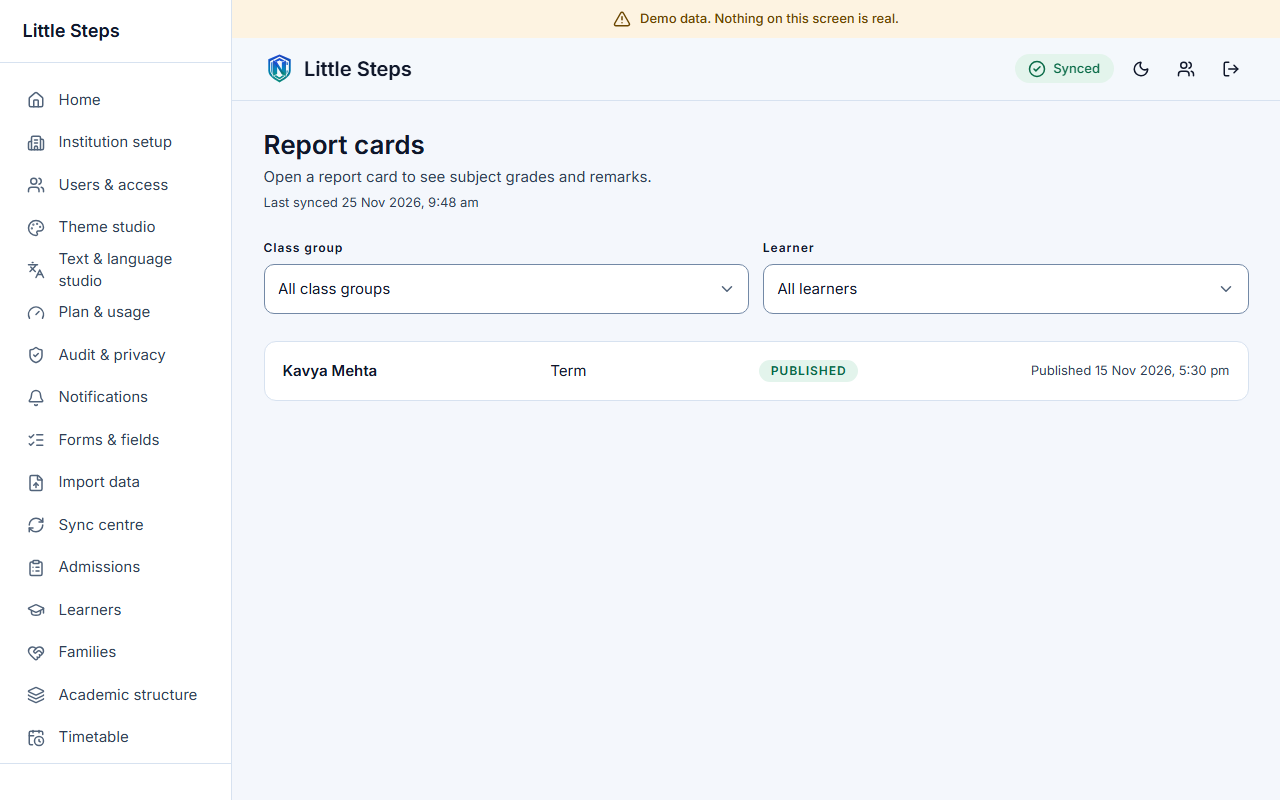 Little Steps
Home
Institution setup
Users & access
Theme studio
Text & language
studio
Plan & usage
Audit & privacy
Notifications
Forms & fields
Import data
Sync centre
Admissions
Learners
Families
Academic structure
Timetable
Demo data. Nothing on this screen is real.
Little Steps
Synced
Report cards
Open a report card to see subject grades and remarks.
Last synced 25 Nov 2026, 9:48 am
Class group
Learner
All class groups
All learners
Kavya Mehta Term PUBLISHED Published 15 Nov 2026, 5:30 pm